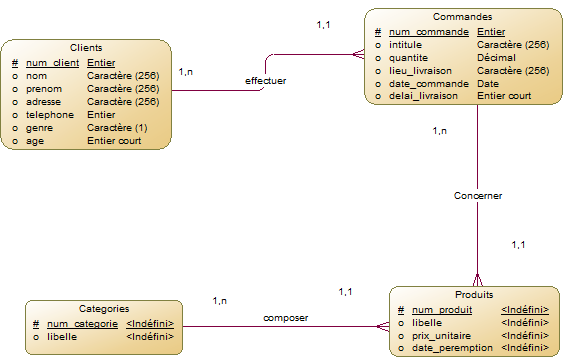 Clients
# num_client Entier
o nom Caractère (256)
o prenom Caractère (256)
o adresse Caractère (256)
o telephone Entier
o genre Caractère (1)
o age Entier court
1,n
effectuer
1,1
Commandes
# num_commande Entier
o intitule Caractère (256)
o quantite Décimal
o lieu_livraison Caractère (256)
o date_commande Date
o delai_livraison Entier court
1,n
Concerner
1,1
Categories
# num_categorie <Indéfini>
o libelle <Indéfini>
1,n
composer
1,1
Produits
# num_produit <Indéfini>
o libelle <Indéfini>
o prix_unitaire <Indéfini>
o date_peremption <Indéfini>